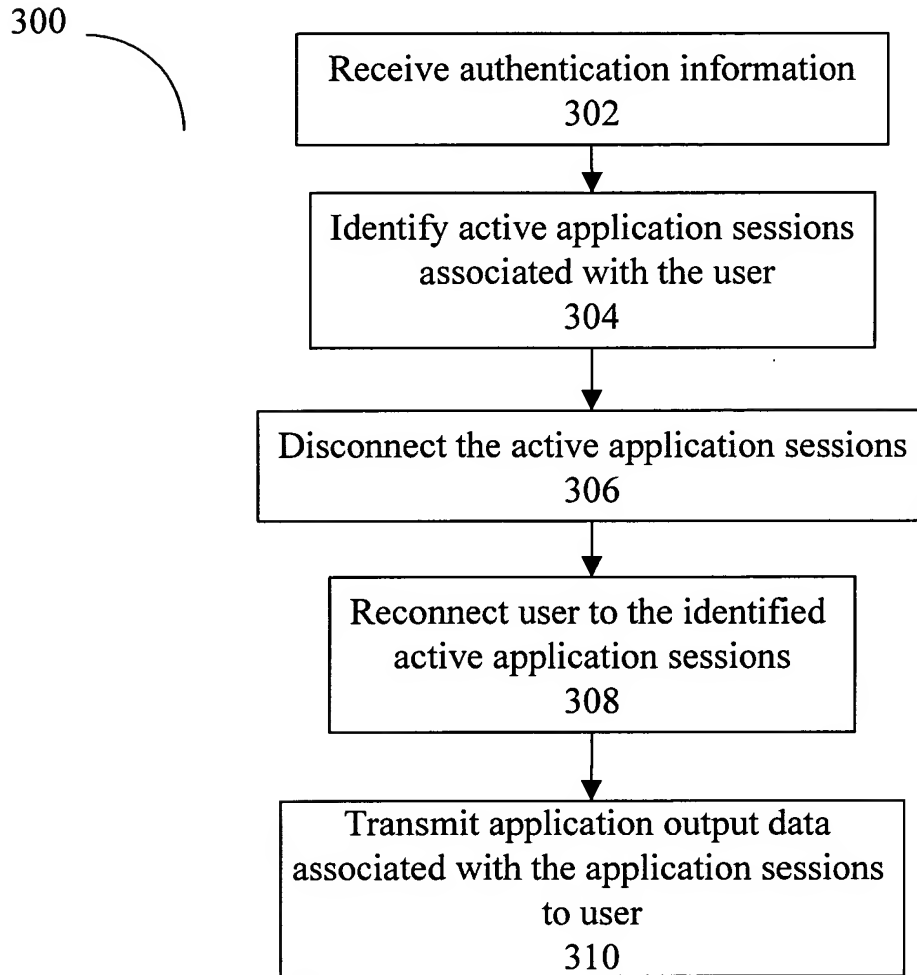 300
Receive authentication information
302
Identify active application sessions
associated with the user
304
Disconnect the active application sessions
306
Reconnect user to the identified
active application sessions
308
Transmit application output data
associated with the application sessions
to user
310